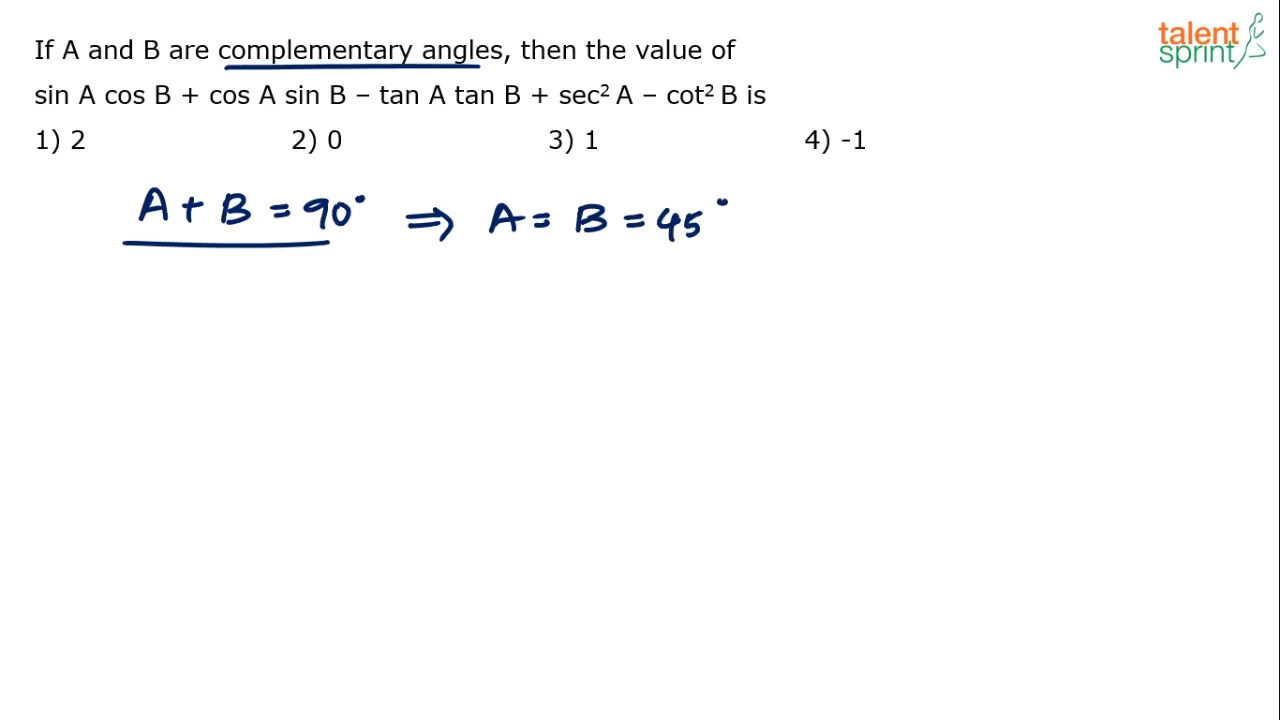 If A and B are complementary angles, then the value of
sin A cos B + cos A sin B – tan A tan B + sec² A – cot² B is
1) 2 2) 0 3) 1 4) -1
A + B = 90° ⇒ A = B = 45°
talent
sprint